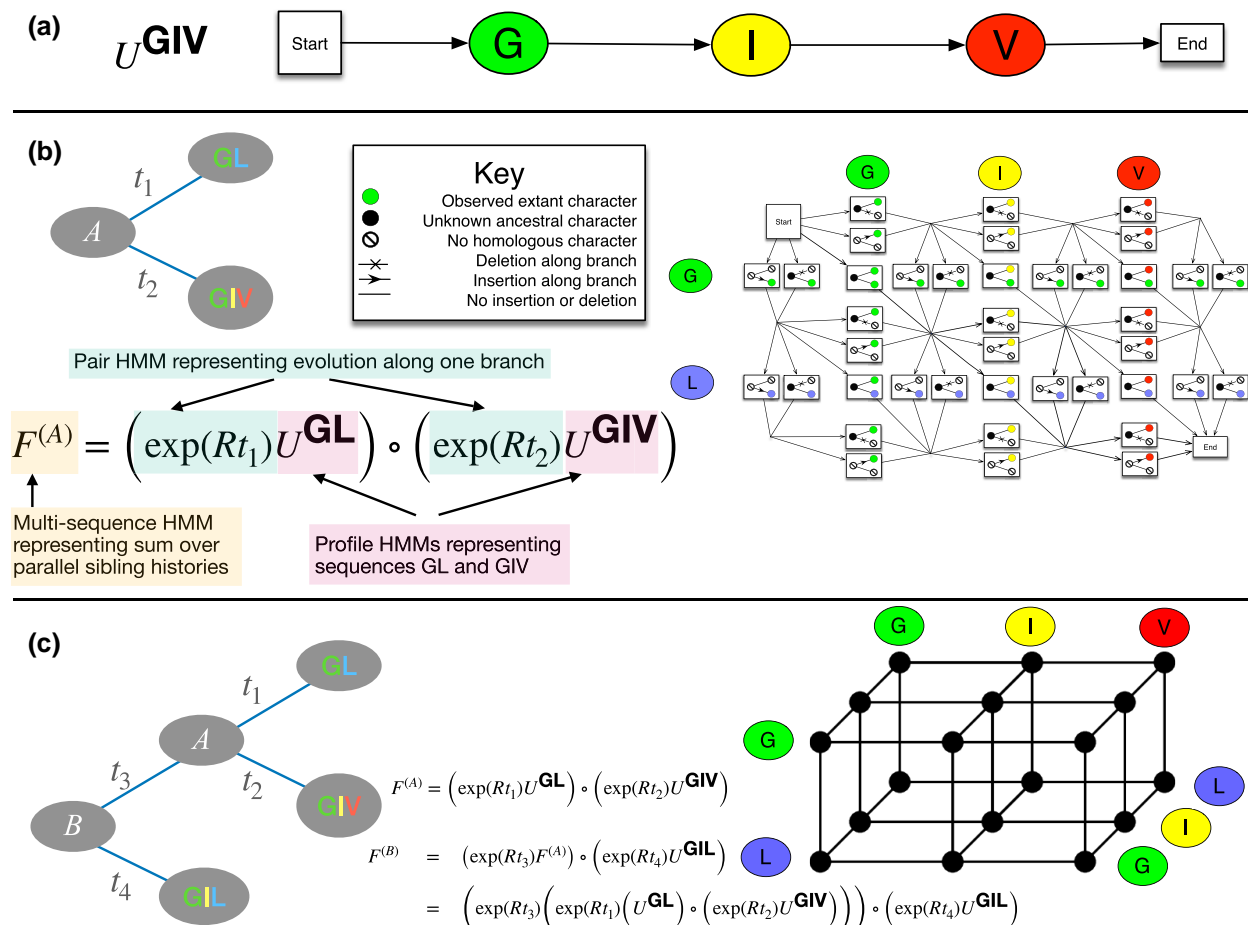 (a)
U^GIV
Start
G
I
V
End
(b)
GL
t1
A
t2
GIV
Key
Observed extant character
Unknown ancestral character
No homologous character
Deletion along branch
Insertion along branch
No insertion or deletion
G I V
Start
G
L
End
Pair HMM representing evolution along one branch
F^(A) = (exp(Rt1)U^GL) ∘ (exp(Rt2)U^GIV)
Multi-sequence HMM
representing sum over
parallel sibling histories
Profile HMMs representing
sequences GL and GIV
(c)
GL
t1
A
t3
t2
GIV
B
t4
GIL
G I V
G
L
L
I
G
F^(A) = (exp(Rt1)U^GL) ∘ (exp(Rt2)U^GIV)
F^(B) = (exp(Rt3)F^(A)) ∘ (exp(Rt4)U^GIL)
= (exp(Rt3)(exp(Rt1)(U^GL) ∘ (exp(Rt2)U^GIV))) ∘ (exp(Rt4)U^GIL)